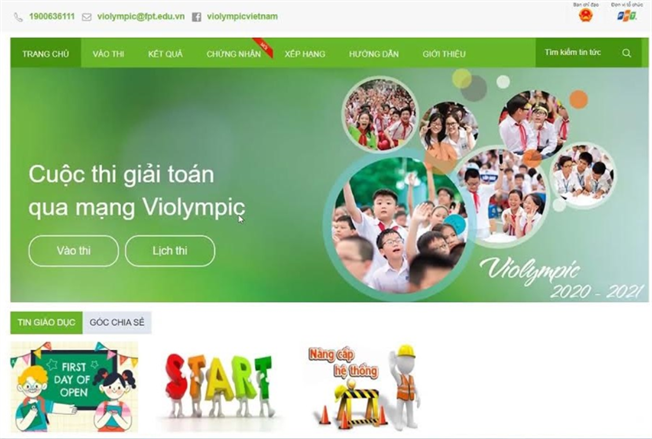 Ban chỉ đạo
Đơn vị tổ chức
1900636111 violympic@fpt.edu.vn violympicvietnam
FPT
TRANG CHỦ VÀO THI KẾT QUẢ CHỨNG NHẬN XẾP HẠNG HƯỚNG DẪN GIỚI THIỆU Tìm kiếm tin tức
Cuộc thi giải toán
qua mạng Violympic
Vào thi Lịch thi
Violympic
2020 - 2021
TIN GIÁO DỤC GÓC CHIA SẺ
FIRST
DAY OF
OPEN
START
Nâng cấp
hệ thống